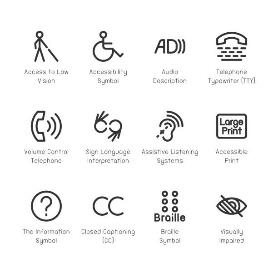 AD))
Access to Low
Vision
Accessibility
Symbol
Audio
Description
Telephone
Typewriter (TTY)
Volume Control
Telephone
Sign Language
Interpretation
Assistive Listening
Systems
Large
Print
Accessible
Print
?
The Information
Symbol
CC
Closed Captioning
(CC)
Braille
Braille
Symbol
Visually
Impaired